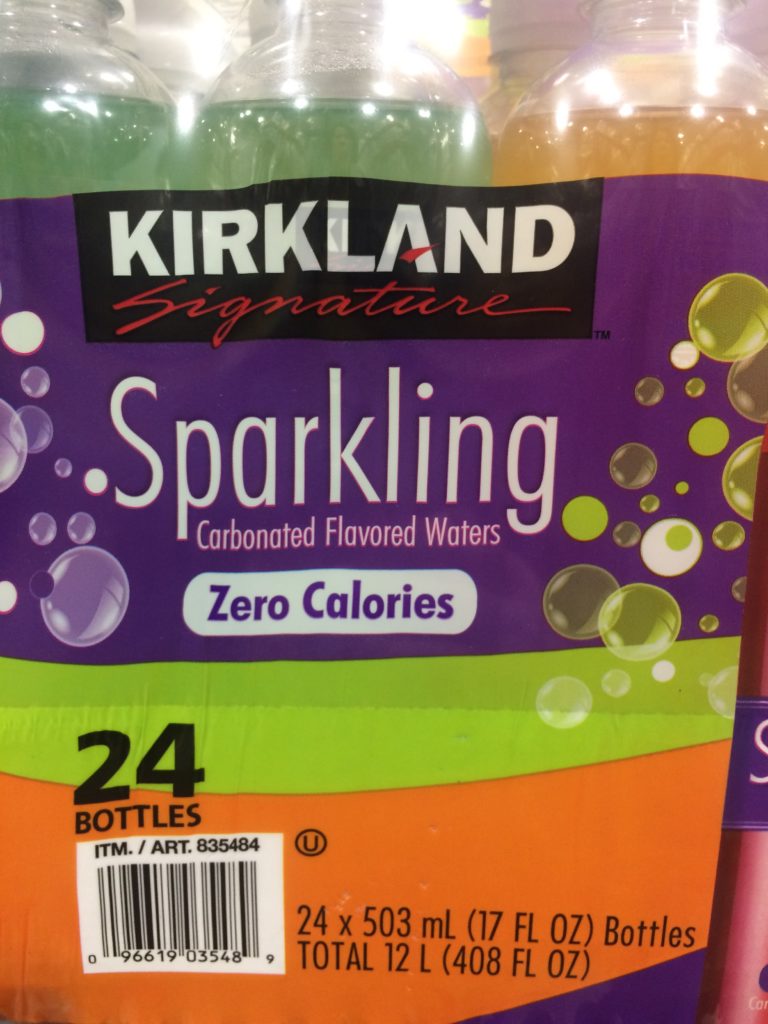 KIRKLAND
Signature
TM
Sparkling
Carbonated Flavored Waters
Zero Calories
24
BOTTLES
ITM. / ART. 835484
U
0 96619 03548 9
24 x 503 mL (17 FL OZ) Bottles
TOTAL 12 L (408 FL OZ)
S
Car